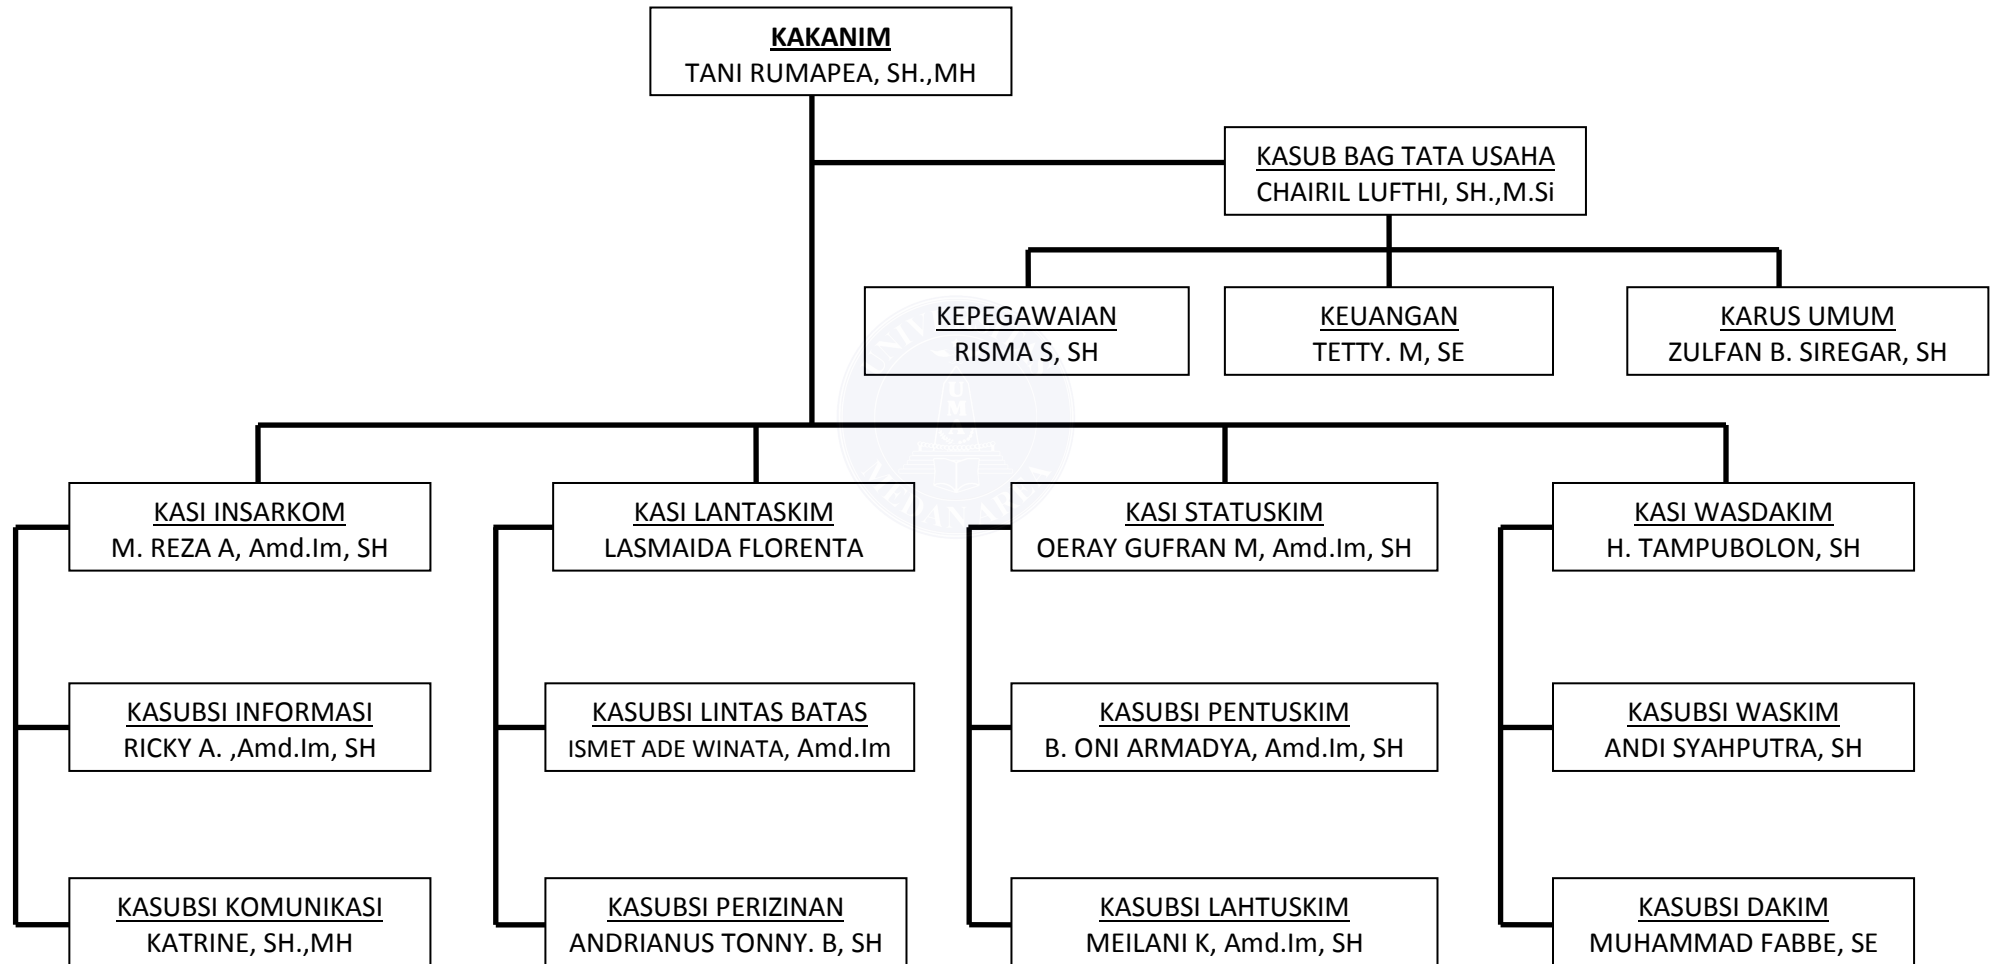 KAKANIM
TANI RUMAPEA, SH.,MH
KASUB BAG TATA USAHA
CHAIRIL LUFTHI, SH.,M.Si
KEPEGAWAIAN
RISMA S, SH
KEUANGAN
TETTY. M, SE
KARUS UMUM
ZULFAN B. SIREGAR, SH
UNIVERSITAS
UMA
MEDAN AREA
KASI INSARKOM
M. REZA A, Amd.Im, SH
KASI LANTASKIM
LASMAIDA FLORENTA
KASI STATUSKIM
OERAY GUFRAN M, Amd.Im, SH
KASI WASDAKIM
H. TAMPUBOLON, SH
KASUBSI INFORMASI
RICKY A. ,Amd.Im, SH
KASUBSI LINTAS BATAS
ISMET ADE WINATA, Amd.Im
KASUBSI PENTUSKIM
B. ONI ARMADYA, Amd.Im, SH
KASUBSI WASKIM
ANDI SYAHPUTRA, SH
KASUBSI KOMUNIKASI
KATRINE, SH.,MH
KASUBSI PERIZINAN
ANDRIANUS TONNY. B, SH
KASUBSI LAHTUSKIM
MEILANI K, Amd.Im, SH
KASUBSI DAKIM
MUHAMMAD FABBE, SE